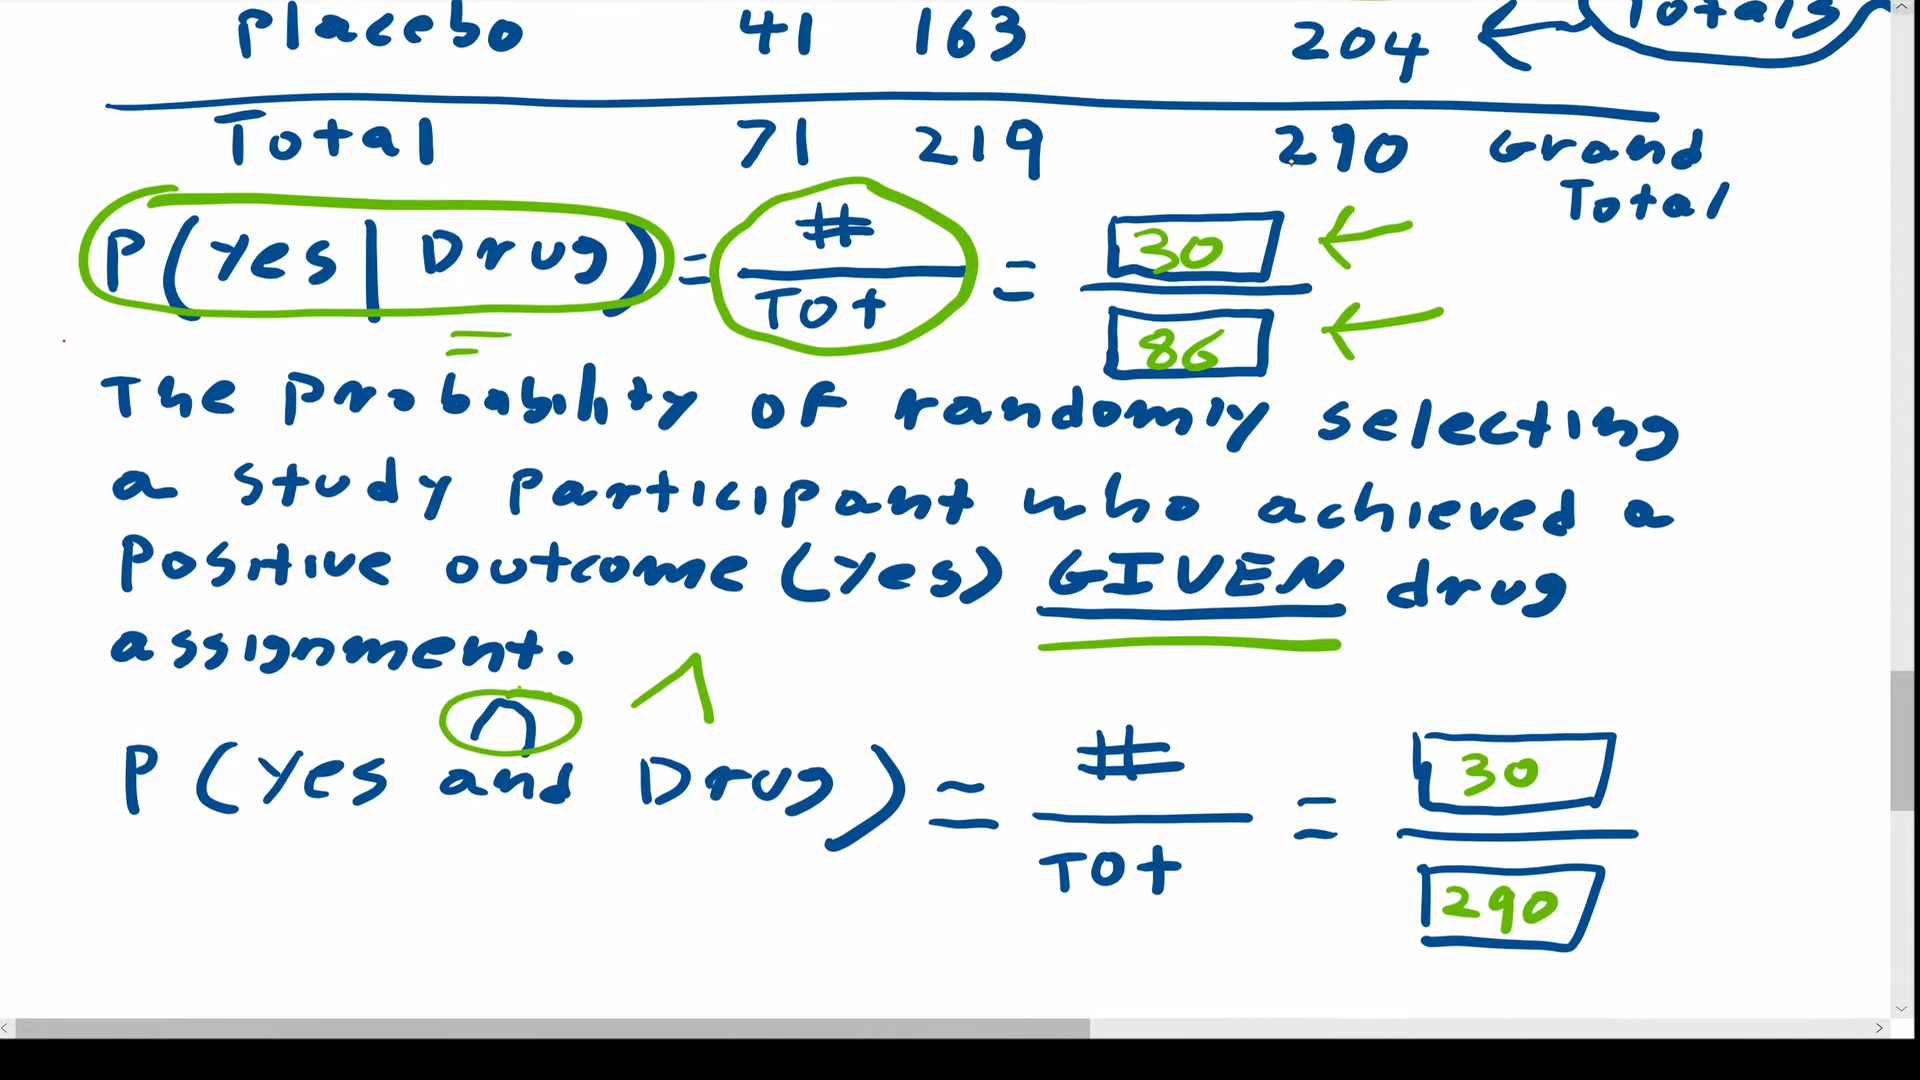 Placebo 41 163 204 Totals
Total 71 219 290 Grand Total
P(Yes | Drug) = # / Tot = 30 / 86
The probability of randomly selecting
a study participant who achieved a
positive outcome (Yes) GIVEN drug
assignment.
∩ ∧
P(Yes and Drug) = # / Tot = 30 / 290